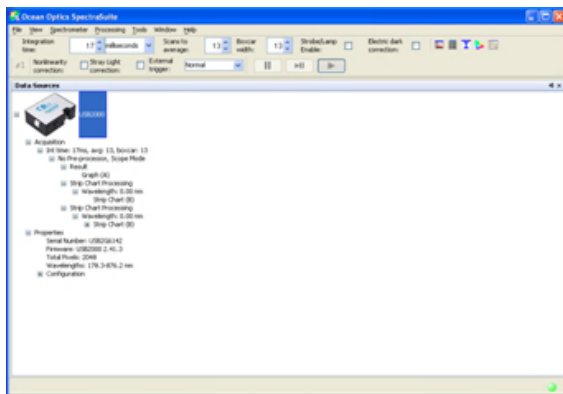 Ocean Optics SpectraSuite
File View Spectrometer Processing Tools Window Help
Integration time: 17 milliseconds Scans to average: 13 Boxcar width: 13 Strobe/Lamp Enable: Electric dark correction:
Nonlinearity correction: Stray Light correction: External trigger: Normal
Data Sources
USB2000
Acquisition
Int time: 17ms, avg: 13, boxcar: 13
No Pre-processor, Scope Mode
Result
Graph (A)
Strip Chart Processing
Wavelength: 0.00 nm
Strip Chart (B)
Strip Chart Processing
Wavelength: 0.00 nm
Strip Chart (B)
Properties
Serial Number: USB2G6142
Firmware: USB2000 2.41.3
Total Pixels: 2048
Wavelengths: 178.3-876.2 nm
Configuration